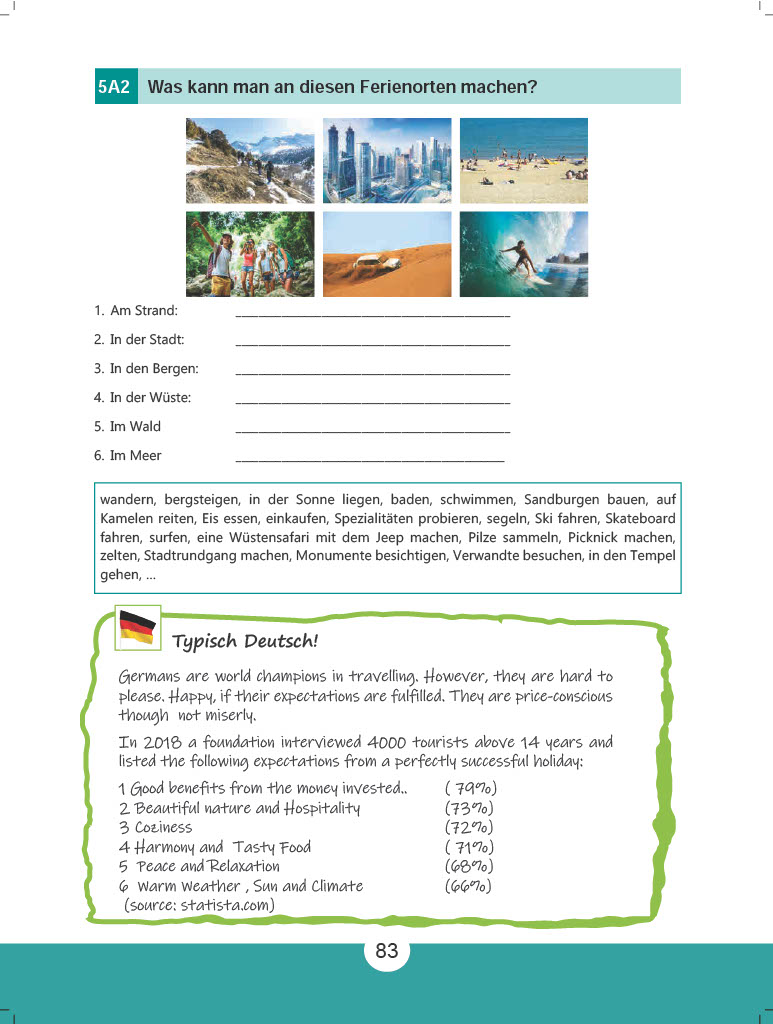 5A2 Was kann man an diesen Ferienorten machen?
1. Am Strand: ___________________________________
2. In der Stadt: ___________________________________
3. In den Bergen: ___________________________________
4. In der Wüste: ___________________________________
5. Im Wald ___________________________________
6. Im Meer ___________________________________
wandern, bergsteigen, in der Sonne liegen, baden, schwimmen, Sandburgen bauen, auf
Kamelen reiten, Eis essen, einkaufen, Spezialitäten probieren, segeln, Ski fahren, Skateboard
fahren, surfen, eine Wüstensafari mit dem Jeep machen, Pilze sammeln, Picknick machen,
zelten, Stadtrundgang machen, Monumente besichtigen, Verwandte besuchen, in den Tempel
gehen, ...
Typisch Deutsch!
Germans are world champions in travelling. However, they are hard to
please. Happy, if their expectations are fulfilled. They are price-conscious
though not miserly.
In 2018 a foundation interviewed 4000 tourists above 14 years and
listed the following expectations from a perfectly successful holiday:
1 Good benefits from the money invested.. ( 79%)
2 Beautiful nature and Hospitality (73%)
3 Coziness (72%)
4 Harmony and Tasty Food ( 71%)
5 Peace and Relaxation (68%)
6 Warm Weather , Sun and Climate (66%)
(source: statista.com)
83